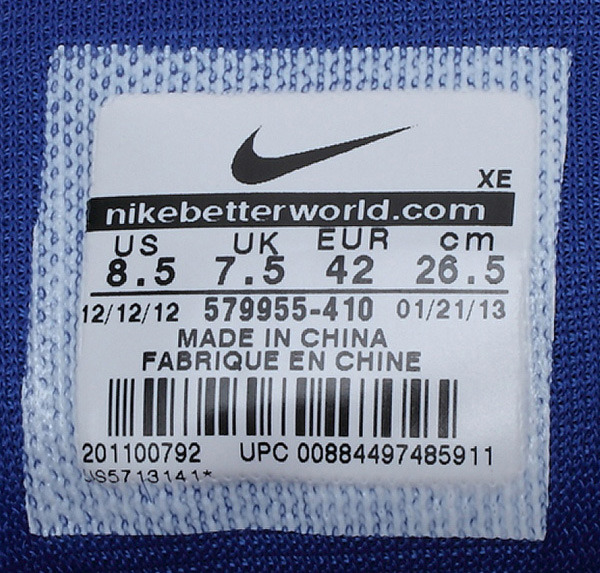 XE
nikebetterworld.com
US UK EUR cm
8.5 7.5 42 26.5
12/12/12 579955-410 01/21/13
MADE IN CHINA
FABRIQUE EN CHINE
201100792 UPC 00884497485911
US5713141*